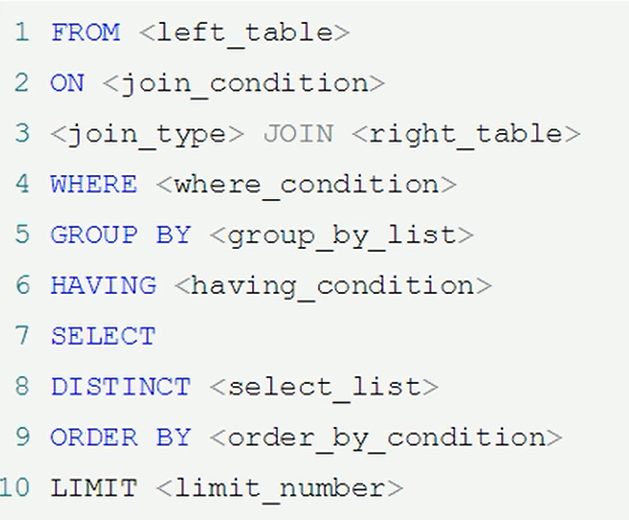 1 FROM <left_table>
2 ON <join_condition>
3 <join_type> JOIN <right_table>
4 WHERE <where_condition>
5 GROUP BY <group_by_list>
6 HAVING <having_condition>
7 SELECT
8 DISTINCT <select_list>
9 ORDER BY <order_by_condition>
10 LIMIT <limit_number>